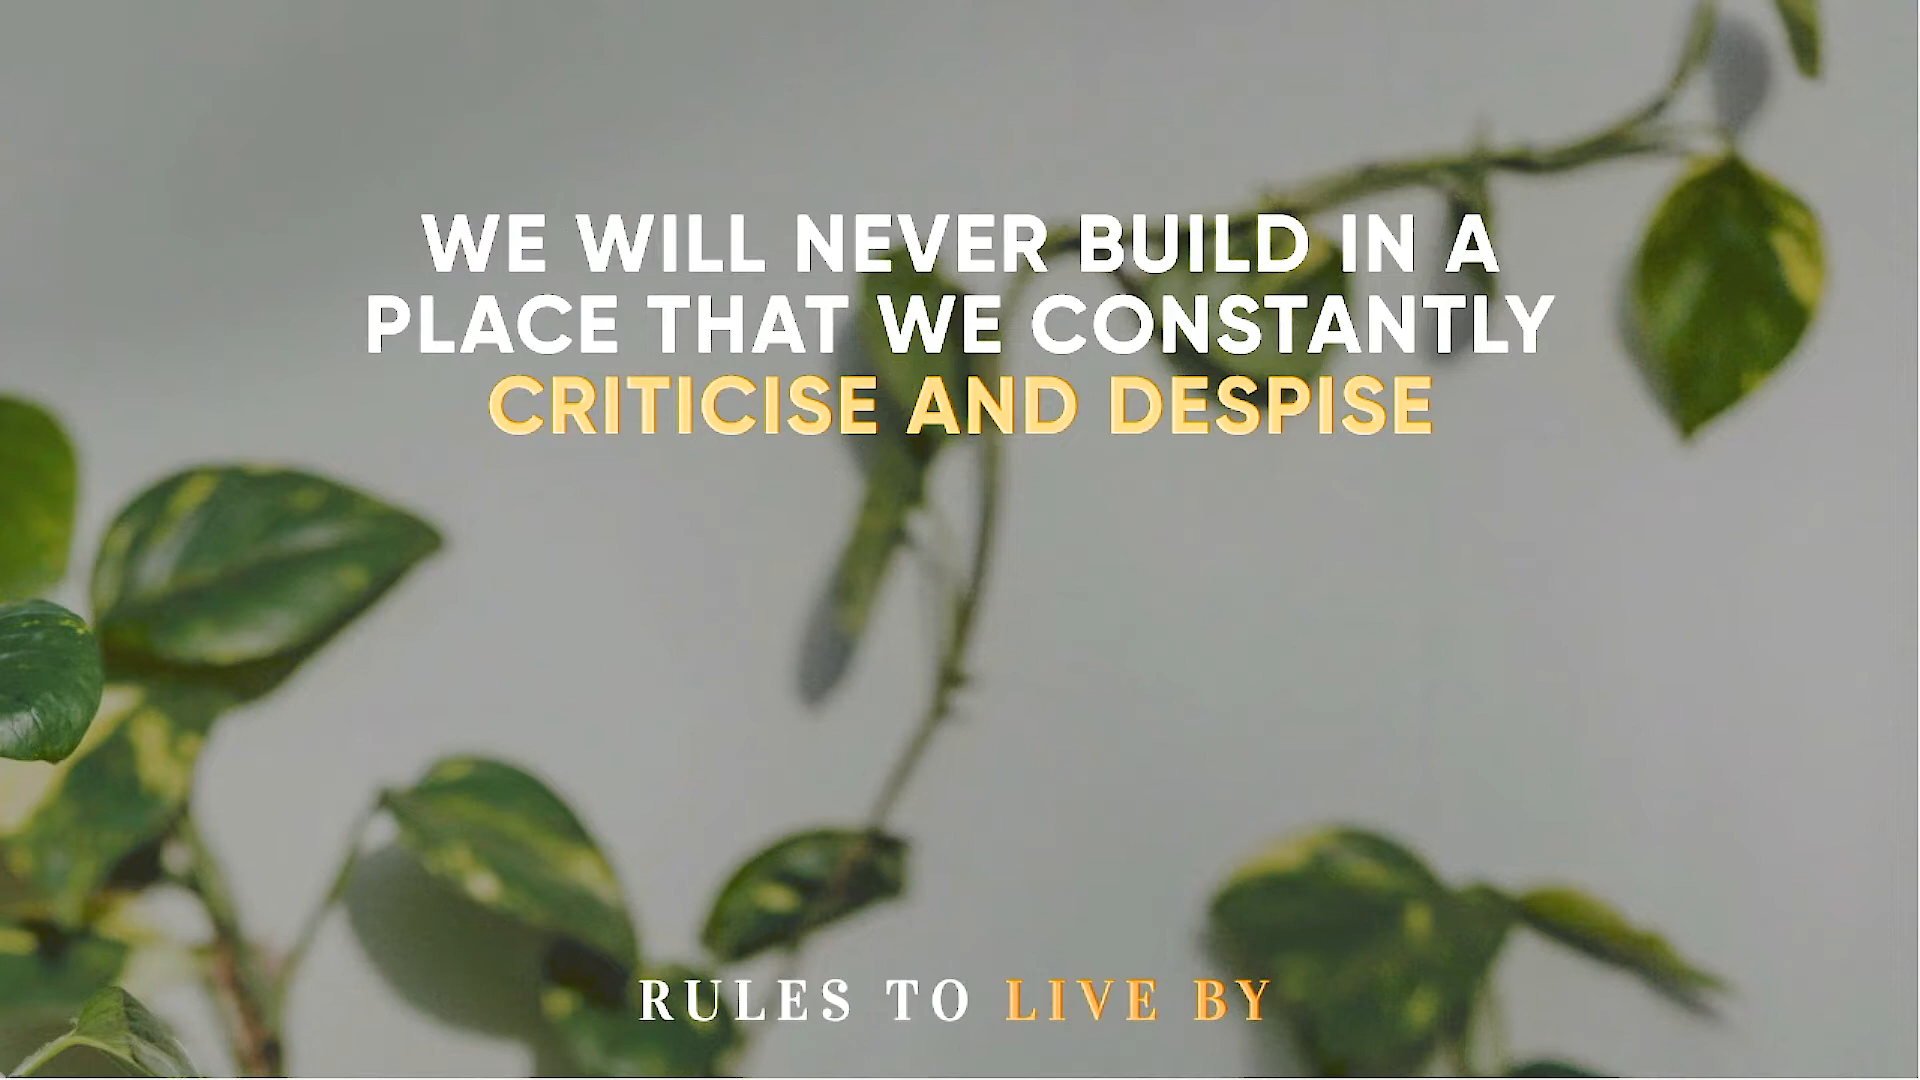 WE WILL NEVER BUILD IN A
PLACE THAT WE CONSTANTLY
CRITICISE AND DESPISE
RULES TO LIVE BY